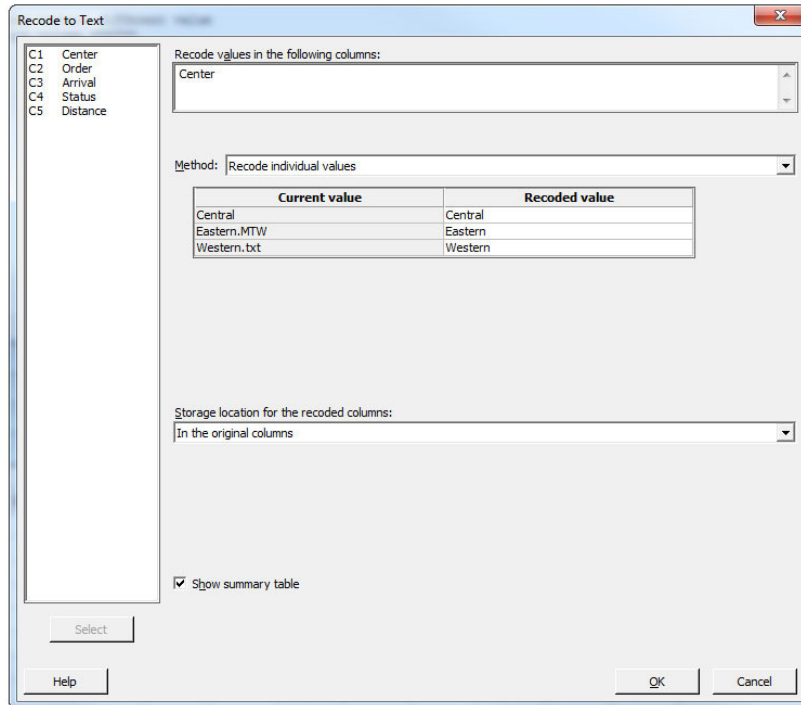 Recode to Text
C1 Center
C2 Order
C3 Arrival
C4 Status
C5 Distance
Recode values in the following columns:
Center
Method: Recode individual values
Current value Recoded value
Central Central
Eastern.MTW Eastern
Western.txt Western
Storage location for the recoded columns:
In the original columns
Show summary table
Select
Help OK Cancel